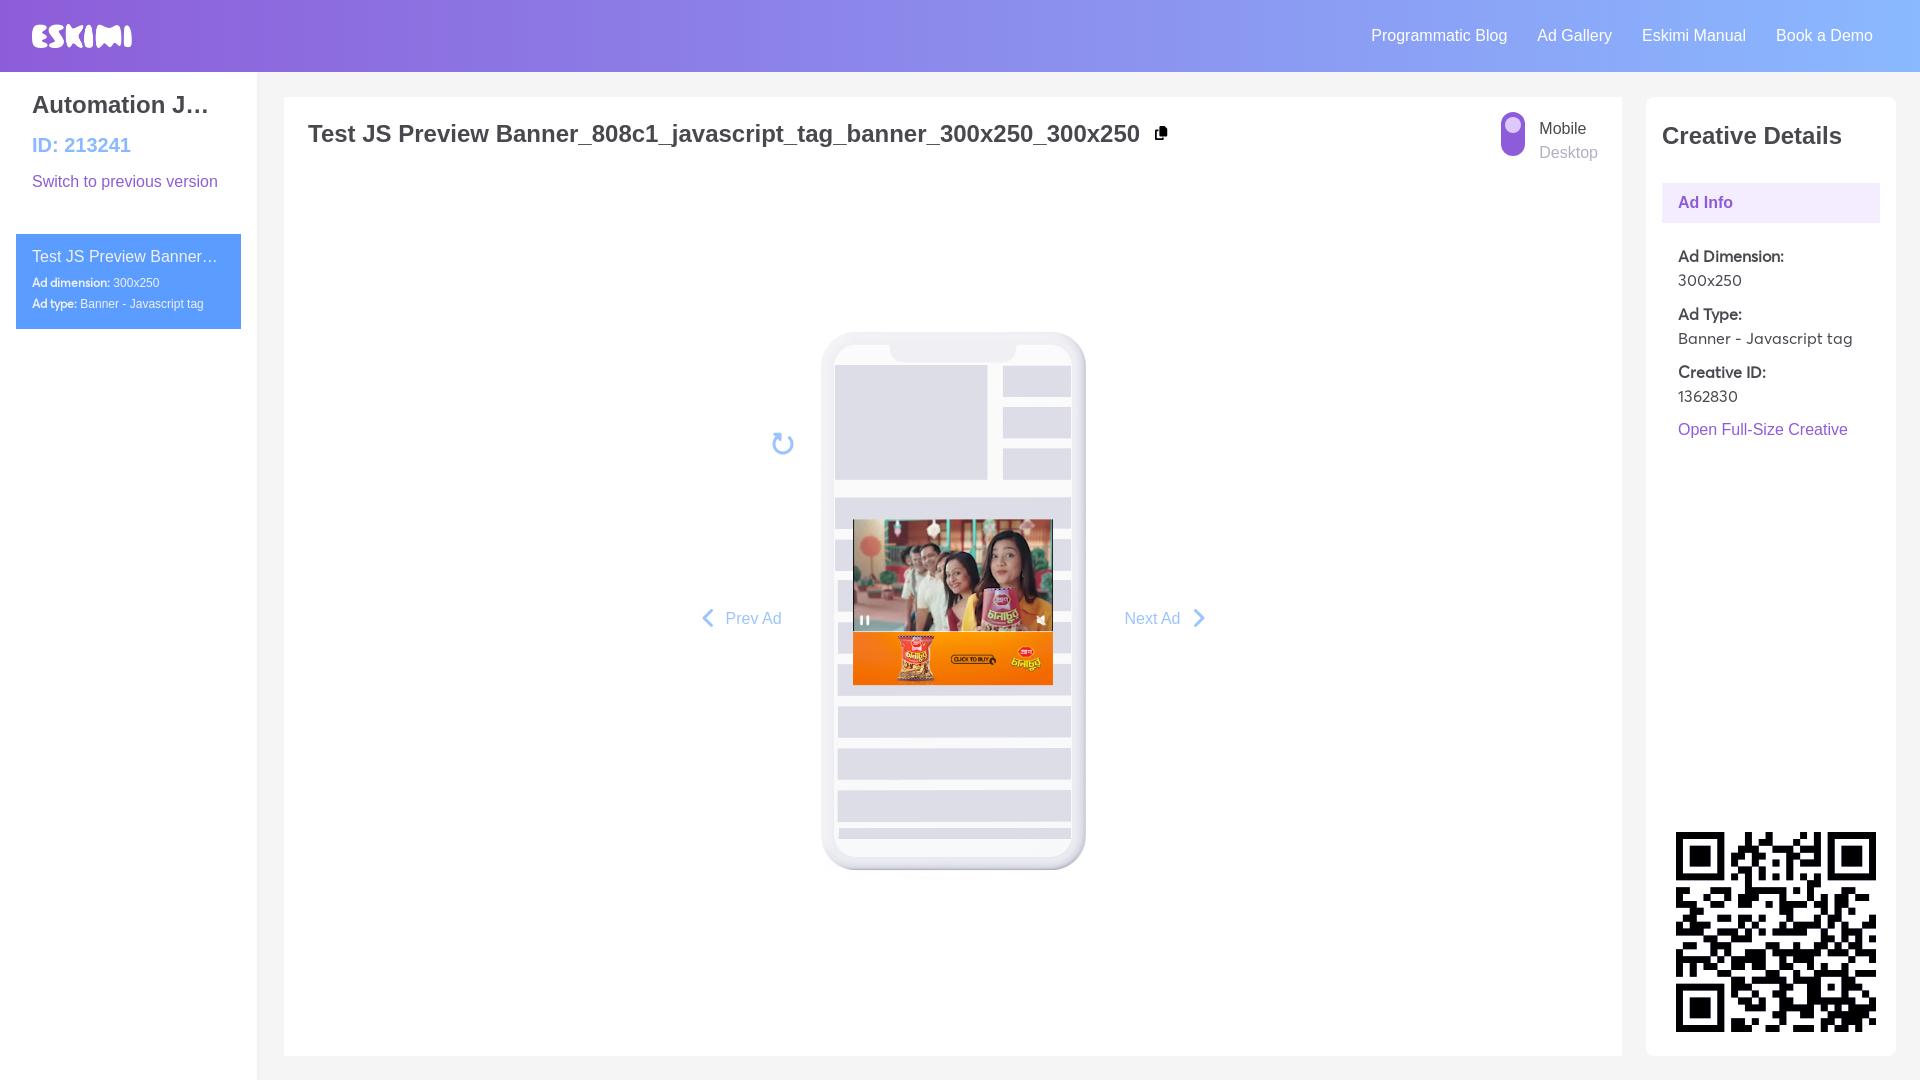 ESKIMI
Programmatic Blog
Ad Gallery
Eskimi Manual
Book a Demo
Automation J…
ID: 213241
Switch to previous version
Test JS Preview Banner…
Ad dimension: 300x250
Ad type: Banner - Javascript tag
Test JS Preview Banner_808c1_javascript_tag_banner_300x250_300x250
Mobile
Desktop
Prev Ad
Next Ad
চানাচুর
চানাচুর
CLICK TO BUY
চানাচুর
Creative Details
Ad Info
Ad Dimension:
300x250
Ad Type:
Banner - Javascript tag
Creative ID:
1362830
Open Full-Size Creative